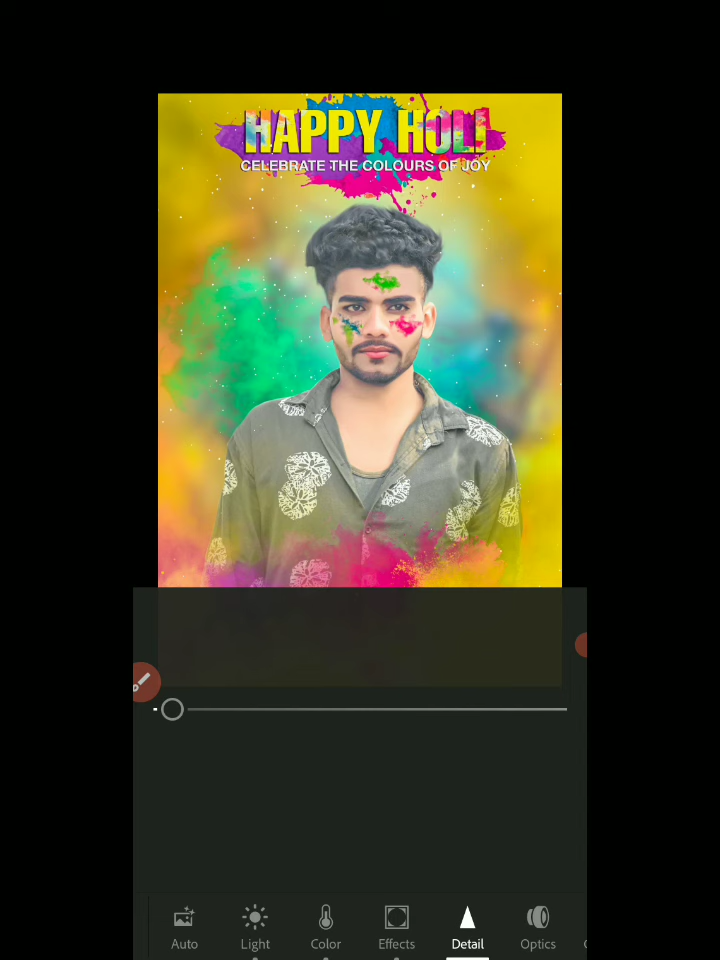 HAPPY HOLI
CELEBRATE THE COLOURS OF JOY
Auto
Light
Color
Effects
Detail
Optics